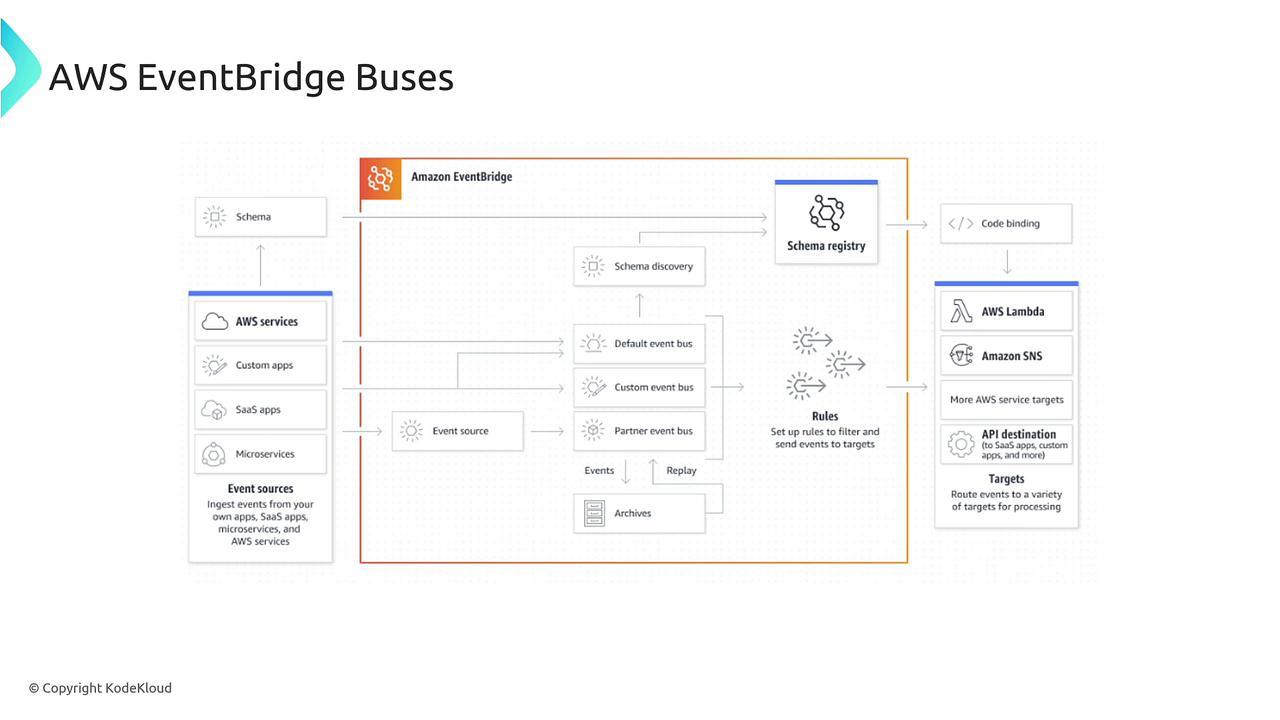 AWS EventBridge Buses
Amazon EventBridge
Schema
Schema registry
Code binding
Schema discovery
AWS services
Custom apps
SaaS apps
Microservices
Event sources
Ingest events from your
own apps, SaaS apps,
microservices, and
AWS services
Event source
Default event bus
Custom event bus
Partner event bus
Events
Replay
Archives
Rules
Set up rules to filter and
send events to targets
AWS Lambda
Amazon SNS
More AWS service targets
API destination
(to SaaS apps, custom
apps, and more)
Targets
Route events to a variety
of targets for processing
© Copyright KodeKloud